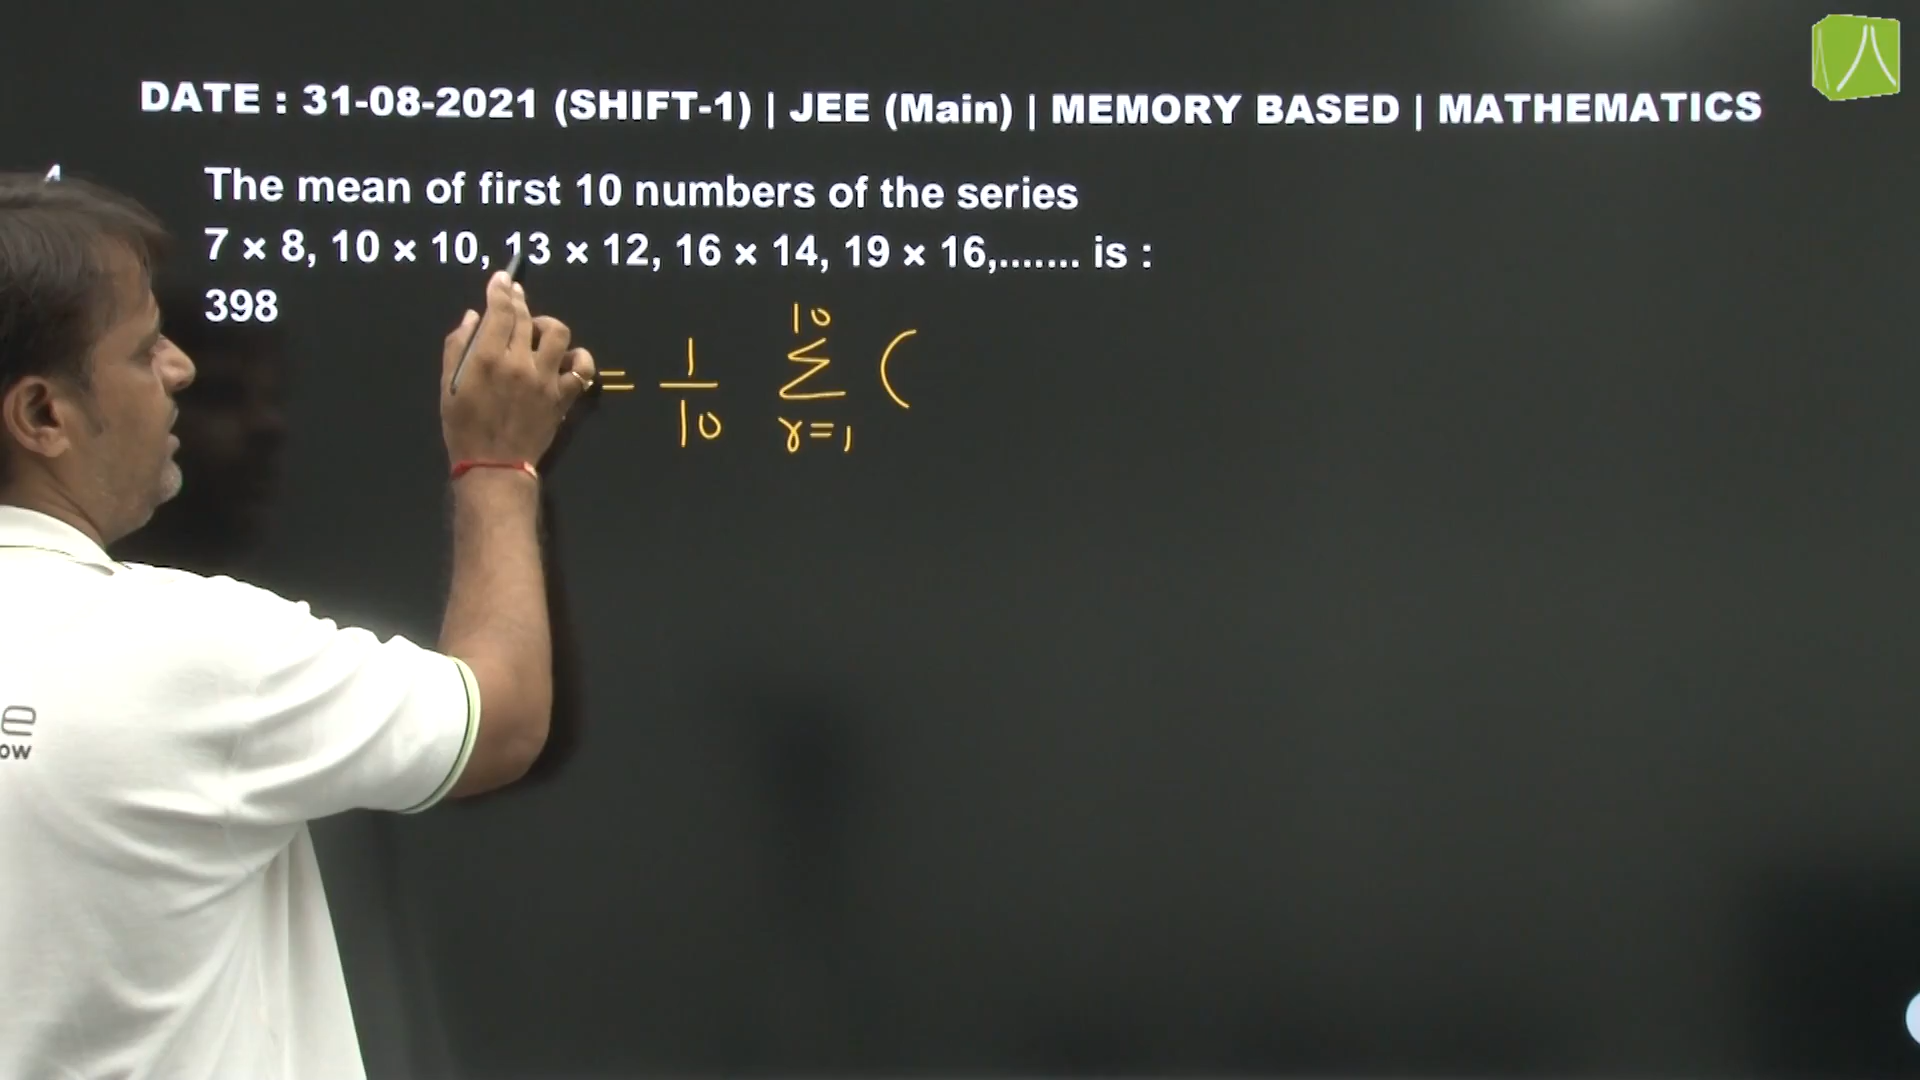 DATE : 31-08-2021 (SHIFT-1) | JEE (Main) | MEMORY BASED | MATHEMATICS
The mean of first 10 numbers of the series
7 × 8, 10 × 10, 13 × 12, 16 × 14, 19 × 16,....... is :
398
= 1/10 10 Σ r=1 (
e
ow